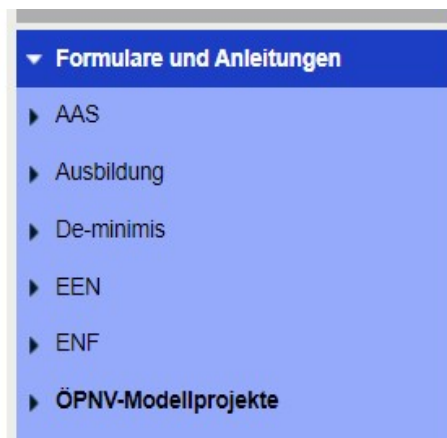 Formulare und Anleitungen
AAS
Ausbildung
De-minimis
EEN
ENF
ÖPNV-Modellprojekte